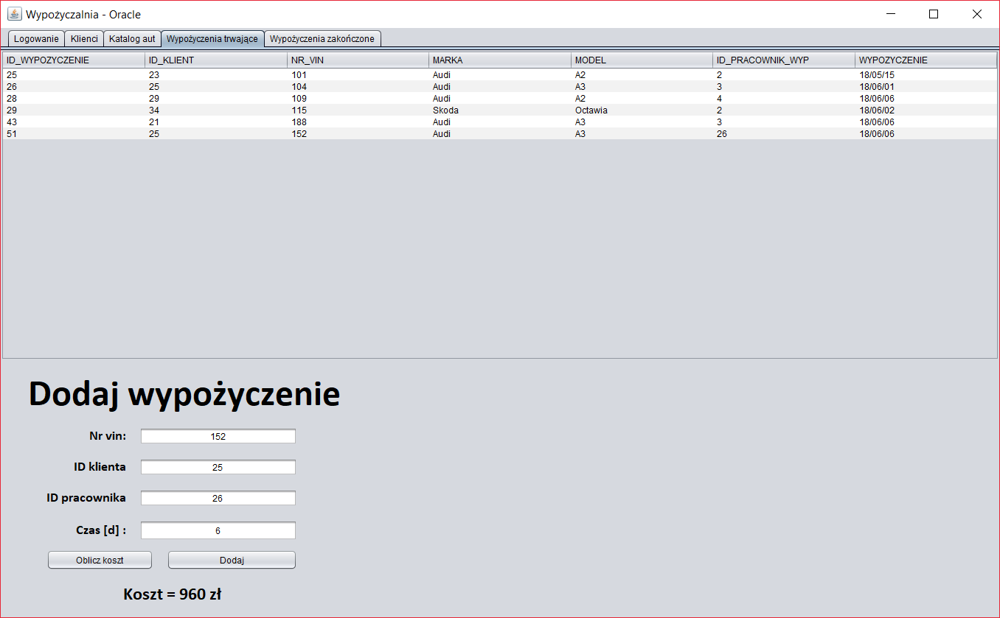 Wypożyczalnia - Oracle
Logowanie Klienci Katalog aut Wypożyczenia trwające Wypożyczenia zakończone
ID_WYPOZYCZENIE ID_KLIENT NR_VIN MARKA MODEL ID_PRACOWNIK_WYP WYPOZYCZENIE
25 23 101 Audi A2 2 18/05/15
26 25 104 Audi A3 3 18/06/01
28 29 109 Audi A2 4 18/06/06
29 34 115 Skoda Octawia 2 18/06/02
43 21 188 Audi A3 3 18/06/06
51 25 152 Audi A3 26 18/06/06
Dodaj wypożyczenie
Nr vin: 152
ID klienta 25
ID pracownika 26
Czas [d] : 6
Oblicz koszt Dodaj
Koszt = 960 zł